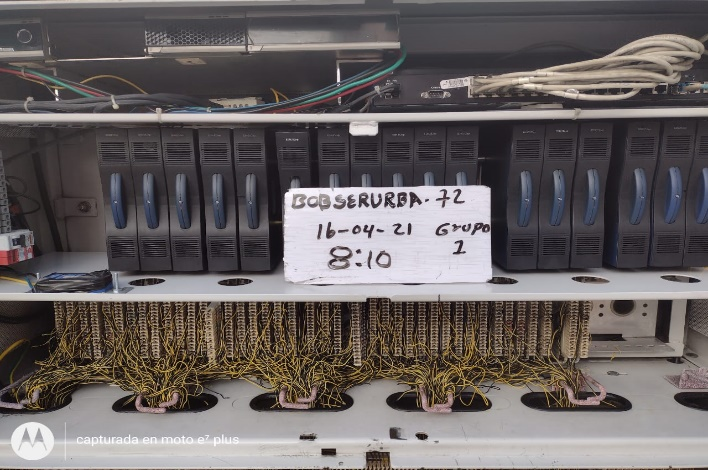 BOBSERURBA-72
16-04-21 GRUPO
8:10 1
capturada en moto e⁷ plus